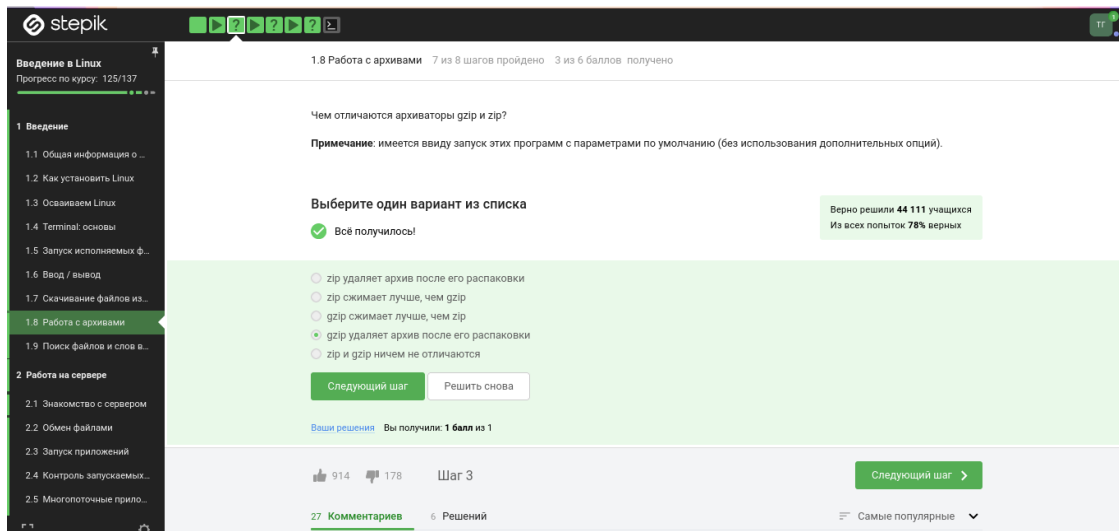 stepik
?
?
?
ТГ
1
Введение в Linux
Прогресс по курсу: 125/137
1 Введение
1.1 Общая информация о ...
1.2 Как установить Linux
1.3 Осваиваем Linux
1.4 Terminal: основы
1.5 Запуск исполняемых ф...
1.6 Ввод / вывод
1.7 Скачивание файлов из...
1.8 Работа с архивами
1.9 Поиск файлов и слов в...
2 Работа на сервере
2.1 Знакомство с сервером
2.2 Обмен файлами
2.3 Запуск приложений
2.4 Контроль запускаемых...
2.5 Многопоточные прило...
1.8 Работа с архивами 7 из 8 шагов пройдено 3 из 6 баллов получено
Чем отличаются архиваторы gzip и zip?
Примечание: имеется ввиду запуск этих программ с параметрами по умолчанию (без использования дополнительных опций).
Выберите один вариант из списка
Всё получилось!
Верно решили 44 111 учащихся
Из всех попыток 78% верных
zip удаляет архив после его распаковки
zip сжимает лучше, чем gzip
gzip сжимает лучше, чем zip
gzip удаляет архив после его распаковки
zip и gzip ничем не отличаются
Следующий шаг
Решить снова
Ваши решения Вы получили: 1 балл из 1
914 178 Шаг 3
Следующий шаг
27 Комментариев 6 Решений
Самые популярные